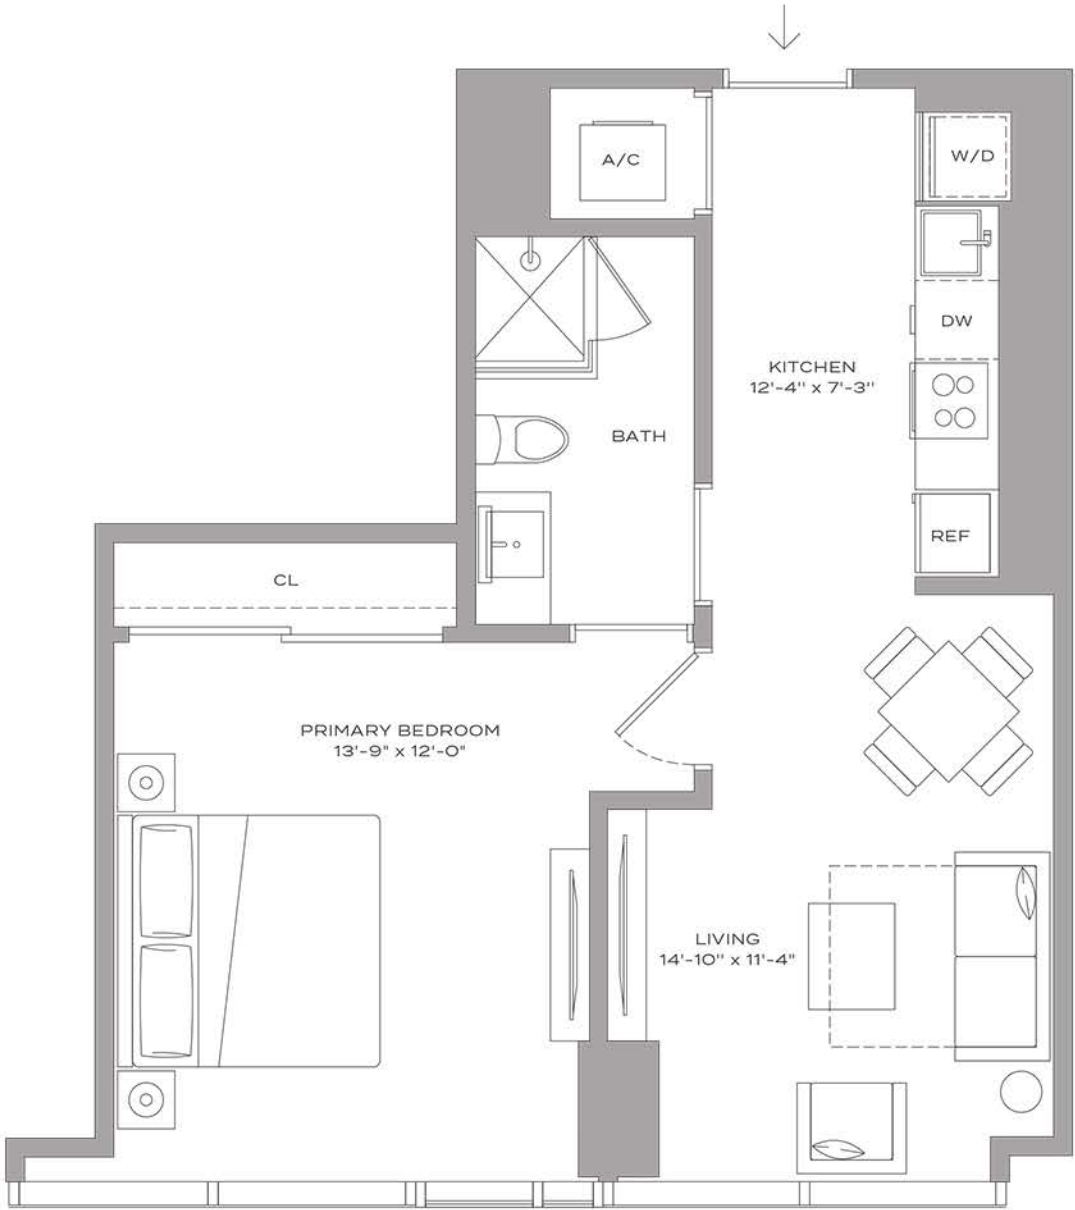 A/C
W/D
DW
KITCHEN
12'-4" x 7'-3"
BATH
REF
CL
PRIMARY BEDROOM
13'-9" x 12'-0"
LIVING
14'-10" x 11'-4"